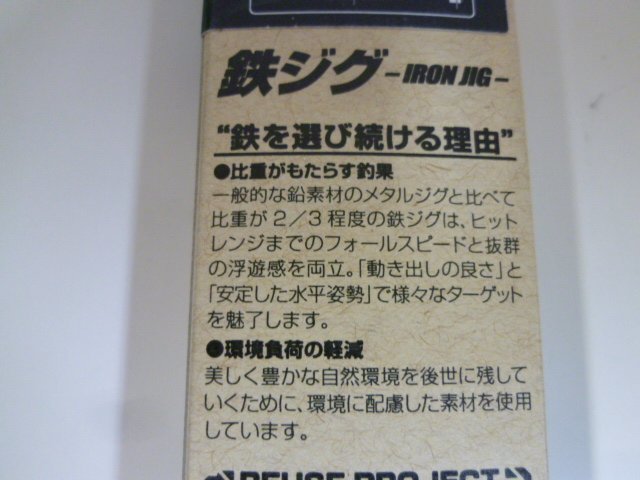 鉄ジグ -IRON JIG-
"鉄を選び続ける理由"
●比重がもたらす釣果
一般的な鉛素材のメタルジグと比べて
比重が2／3程度の鉄ジグは、ヒット
レンジまでのフォールスピードと抜群
の浮遊感を両立。「動き出しの良さ」と
「安定した水平姿勢」で様々なターゲット
を魅了します。
●環境負荷の軽減
美しく豊かな自然環境を後世に残して
いくために、環境に配慮した素材を使用
しています。
REUSE PROJECT